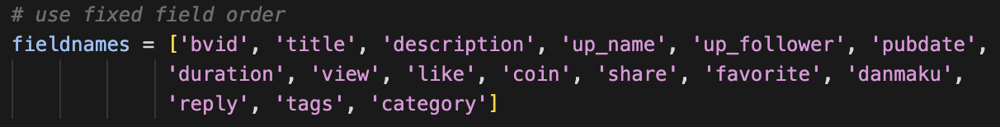 # use fixed field order
fieldnames = ['bvid', 'title', 'description', 'up_name', 'up_follower', 'pubdate',
'duration', 'view', 'like', 'coin', 'share', 'favorite', 'danmaku',
'reply', 'tags', 'category']